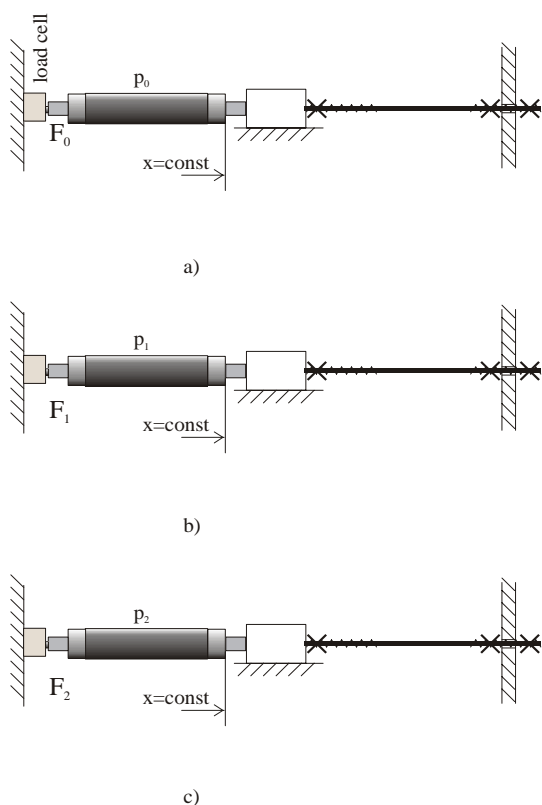 load cell
p₀
F₀
x=const
a)
p₁
F₁
x=const
b)
p₂
F₂
x=const
c)